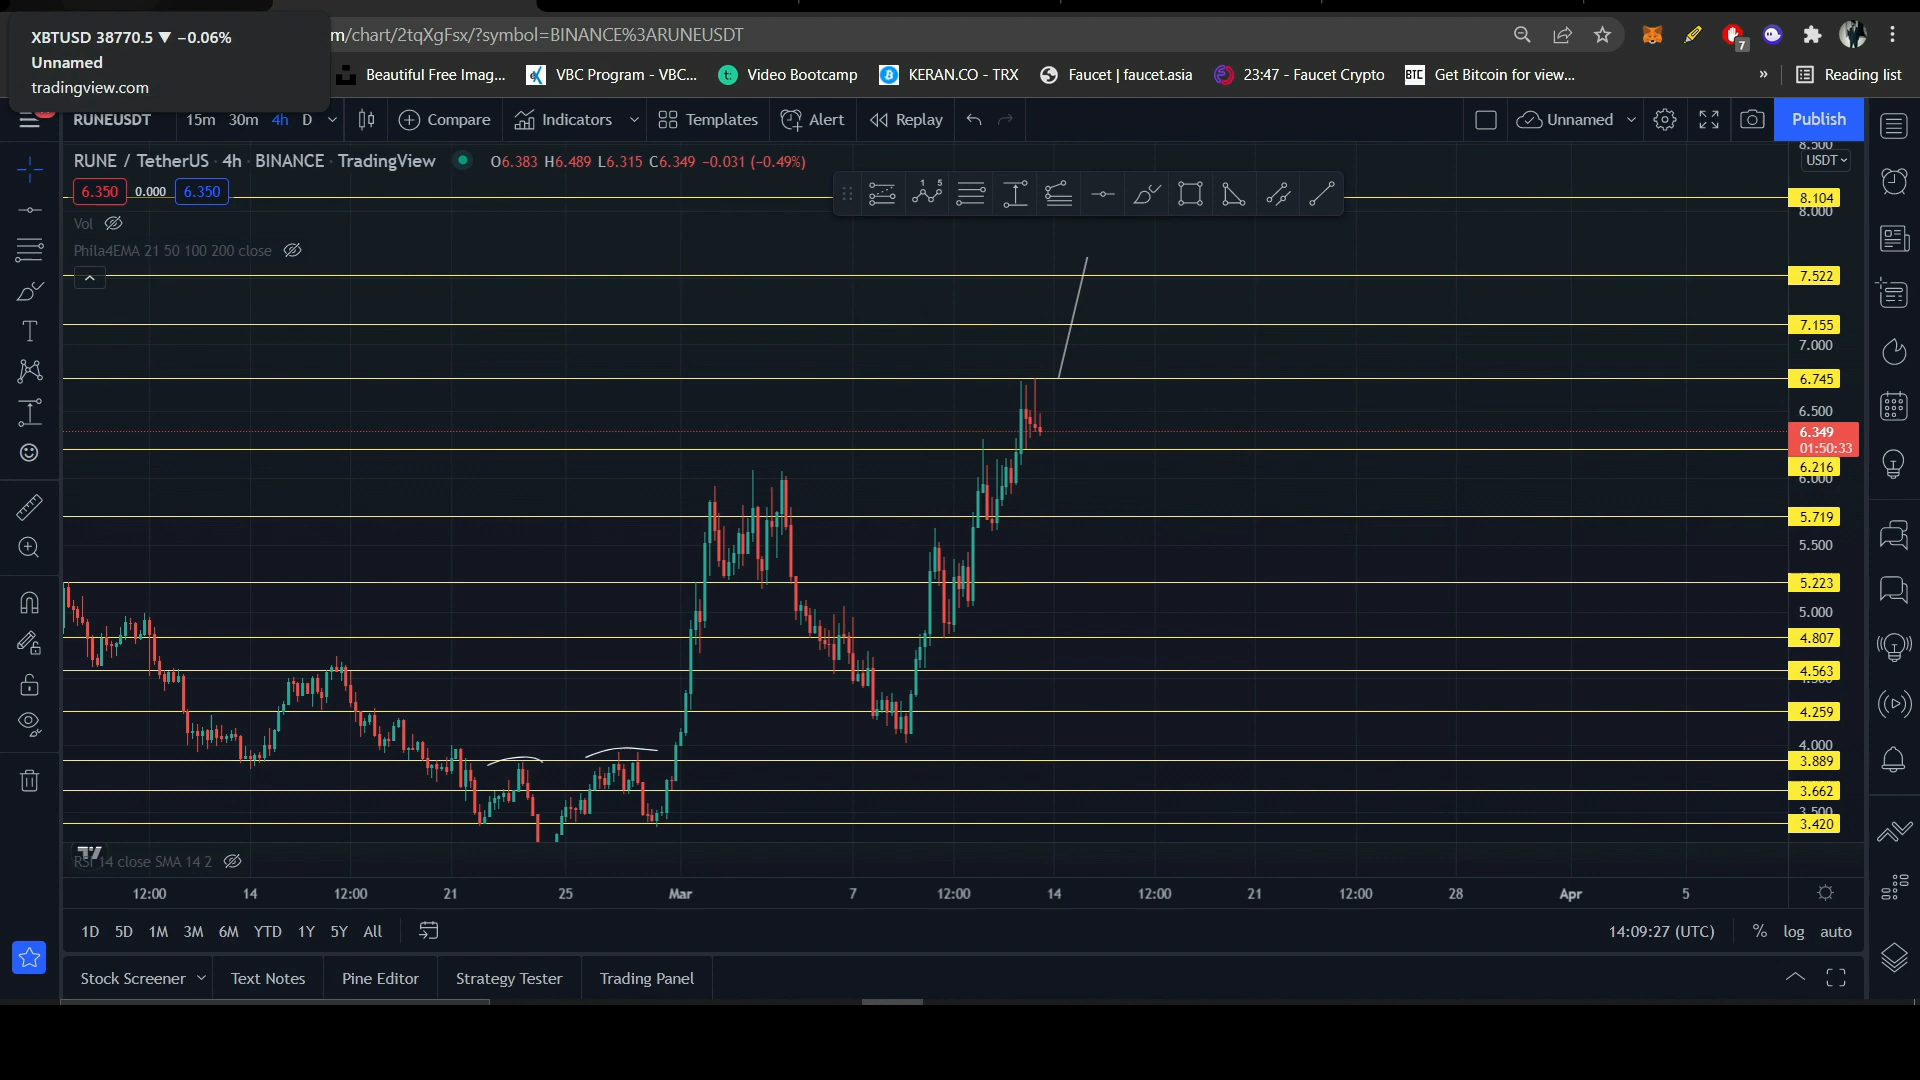 XBTUSD 38770.5 ▼ −0.06%
Unnamed
tradingview.com
m/chart/2tqXgFsx/?symbol=BINANCE%3ARUNEUSDT
7
Beautiful Free Imag... VBC Program - VBC... Video Bootcamp KERAN.CO - TRX Faucet | faucet.asia 23:47 - Faucet Crypto BTC Get Bitcoin for view... » Reading list
RUNEUSDT 15m 30m 4h D Compare Indicators Templates Alert Replay Unnamed Publish
RUNE / TetherUS · 4h · BINANCE · TradingView O6.383 H6.489 L6.315 C6.349 −0.031 (−0.49%)
6.350 0.000 6.350
Vol
Phila4EMA 21 50 100 200 close
8.500
USDT
8.104
8.000
7.522
7.155
7.000
6.745
6.500
6.349
01:50:33
6.216
6.000
5.719
5.500
5.223
5.000
4.807
4.563
4.259
4.000
3.889
3.662
3.500
3.420
RSI 14 close SMA 14 2
12:00 14 12:00 21 25 Mar 7 12:00 14 12:00 21 12:00 28 Apr 5
1D 5D 1M 3M 6M YTD 1Y 5Y All 14:09:27 (UTC) % log auto
Stock Screener Text Notes Pine Editor Strategy Tester Trading Panel